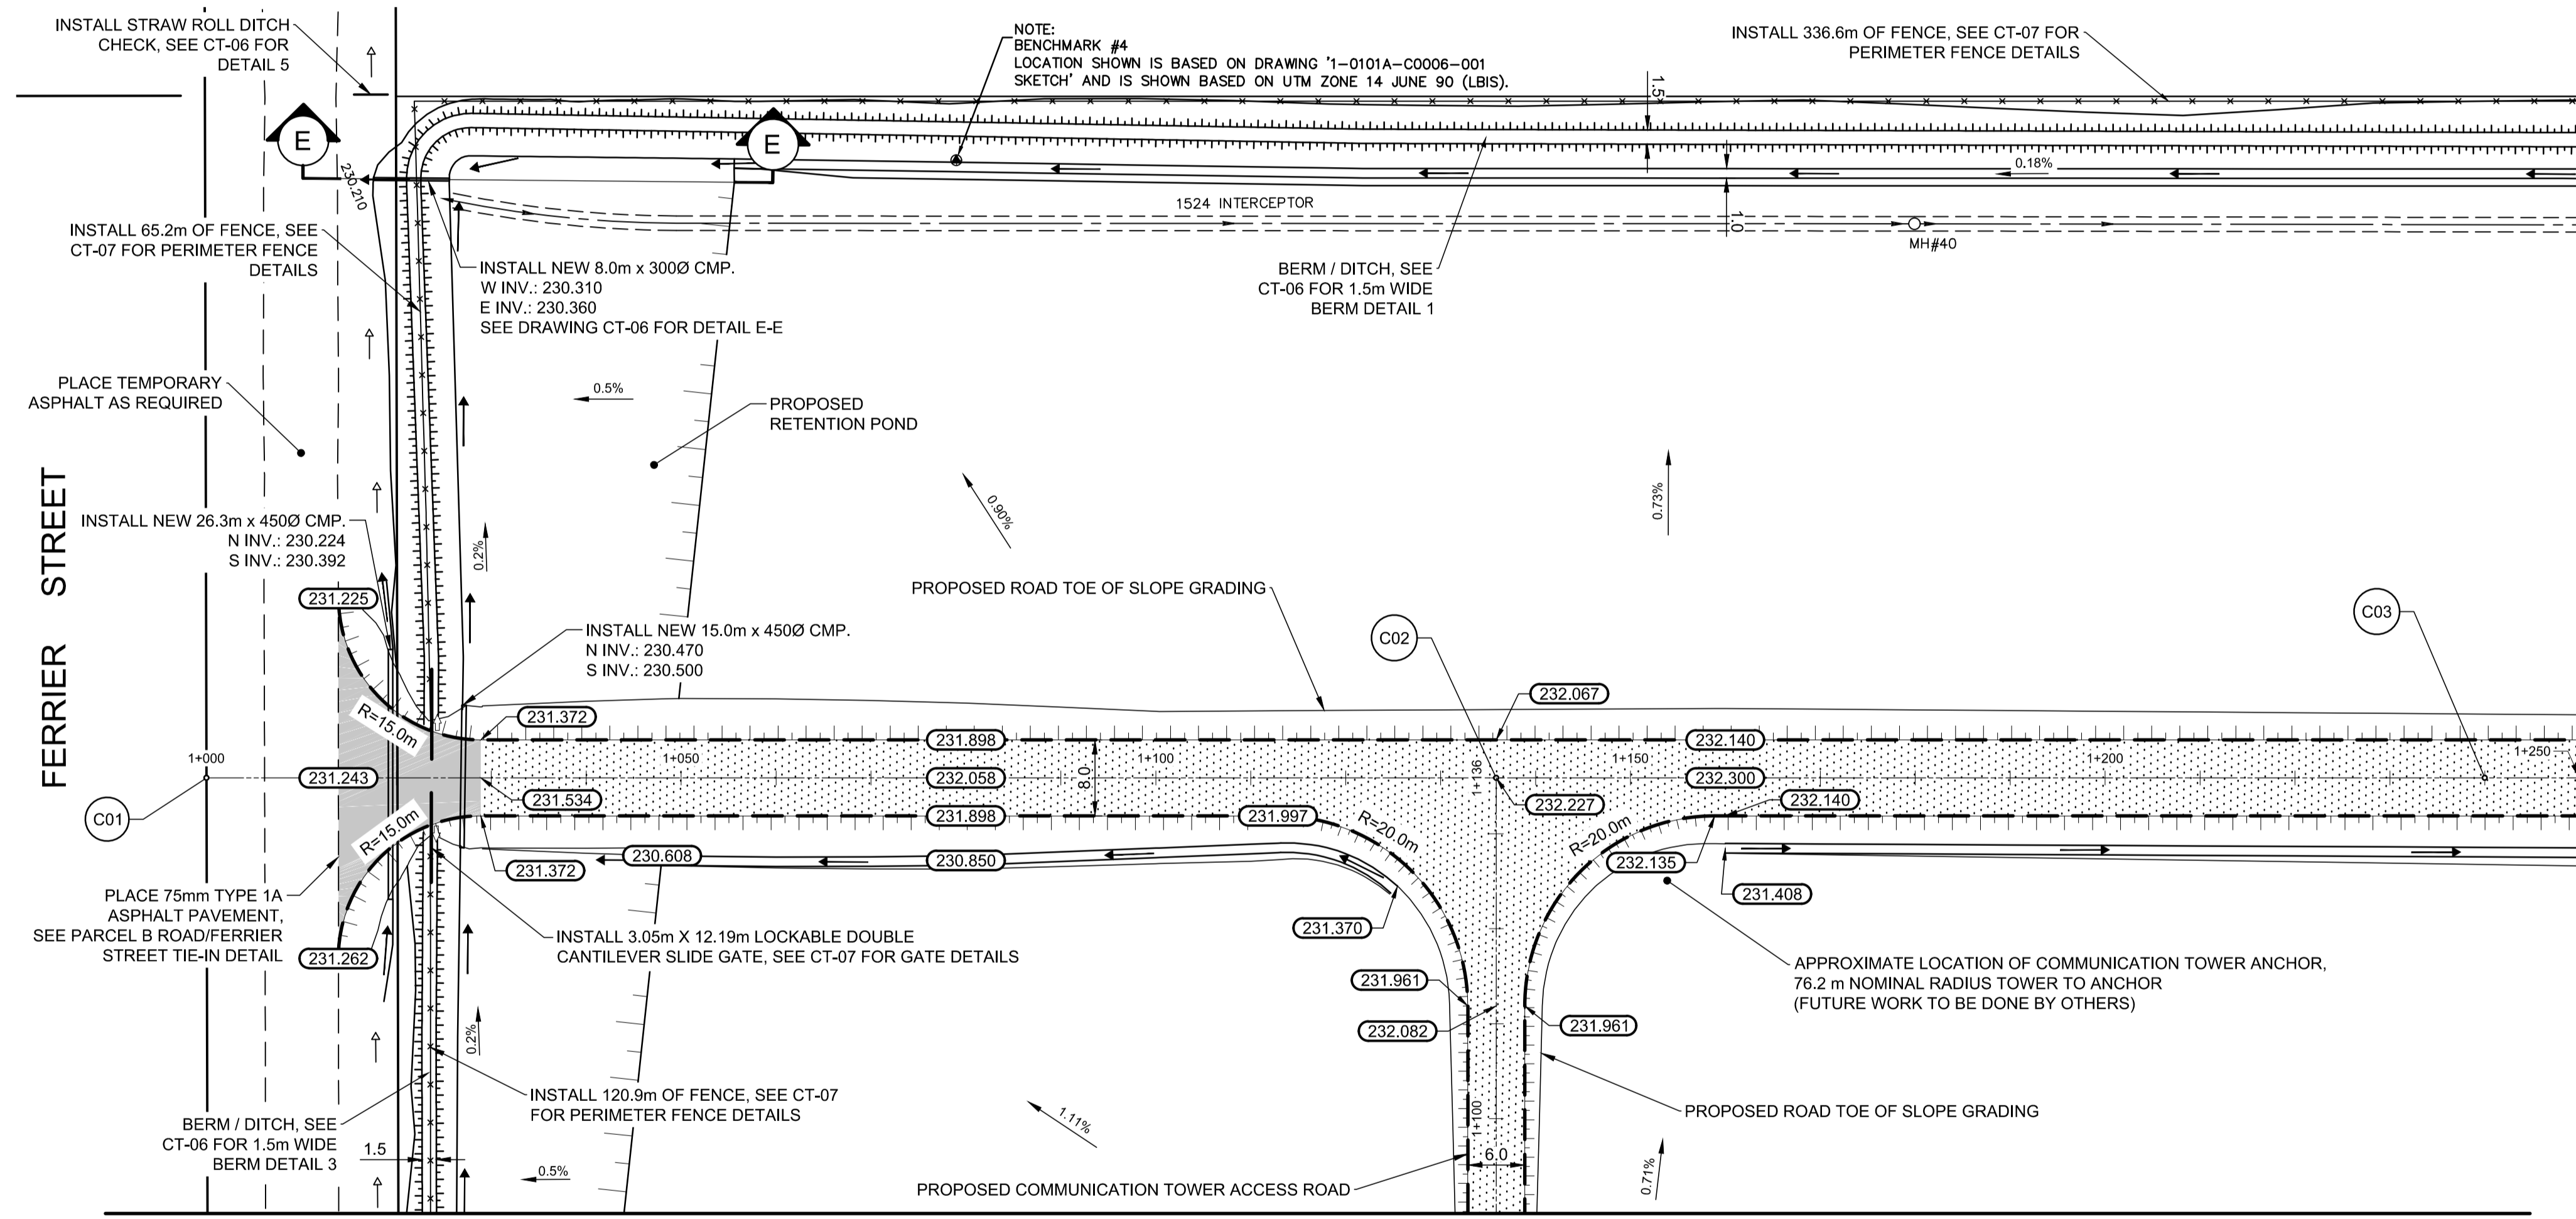 INSTALL STRAW ROLL DITCH
CHECK, SEE CT-06 FOR
DETAIL 5
NOTE:
BENCHMARK #4
LOCATION SHOWN IS BASED ON DRAWING '1-0101A-C0006-001
SKETCH' AND IS SHOWN BASED ON UTM ZONE 14 JUNE 90 (LBIS).
INSTALL 336.6m OF FENCE, SEE CT-07 FOR
PERIMETER FENCE DETAILS
1.5
E
E
230.210
0.18%
1524 INTERCEPTOR
1.0
MH#40
INSTALL 65.2m OF FENCE, SEE
CT-07 FOR PERIMETER FENCE
DETAILS
INSTALL NEW 8.0m x 300Ø CMP.
W INV.: 230.310
E INV.: 230.360
SEE DRAWING CT-06 FOR DETAIL E-E
BERM / DITCH, SEE
CT-06 FOR 1.5m WIDE
BERM DETAIL 1
PLACE TEMPORARY
ASPHALT AS REQUIRED
0.5%
PROPOSED
RETENTION POND
0.90%
0.73%
FERRIER STREET
INSTALL NEW 26.3m x 450Ø CMP.
N INV.: 230.224
S INV.: 230.392
0.2%
231.225
PROPOSED ROAD TOE OF SLOPE GRADING
C02
C03
INSTALL NEW 15.0m x 450Ø CMP.
N INV.: 230.470
S INV.: 230.500
232.067
R=15.0m
231.372
231.898
232.140
1+000
1+050
1+100
1+150
1+200
1+250
231.243
232.058
8.0
1+136
232.300
231.534
232.227
232.140
C01
R=15.0m
231.898
231.997
R=20.0m
R=20.0m
230.608
230.850
232.135
231.372
231.408
PLACE 75mm TYPE 1A
ASPHALT PAVEMENT,
SEE PARCEL B ROAD/FERRIER
STREET TIE-IN DETAIL
231.262
INSTALL 3.05m X 12.19m LOCKABLE DOUBLE
CANTILEVER SLIDE GATE, SEE CT-07 FOR GATE DETAILS
231.370
231.961
APPROXIMATE LOCATION OF COMMUNICATION TOWER ANCHOR,
76.2 m NOMINAL RADIUS TOWER TO ANCHOR
(FUTURE WORK TO BE DONE BY OTHERS)
232.082
231.961
0.2%
INSTALL 120.9m OF FENCE, SEE CT-07
FOR PERIMETER FENCE DETAILS
1.11%
1+100
PROPOSED ROAD TOE OF SLOPE GRADING
BERM / DITCH, SEE
CT-06 FOR 1.5m WIDE
BERM DETAIL 3
1.5
0.5%
6.0
0.71%
PROPOSED COMMUNICATION TOWER ACCESS ROAD